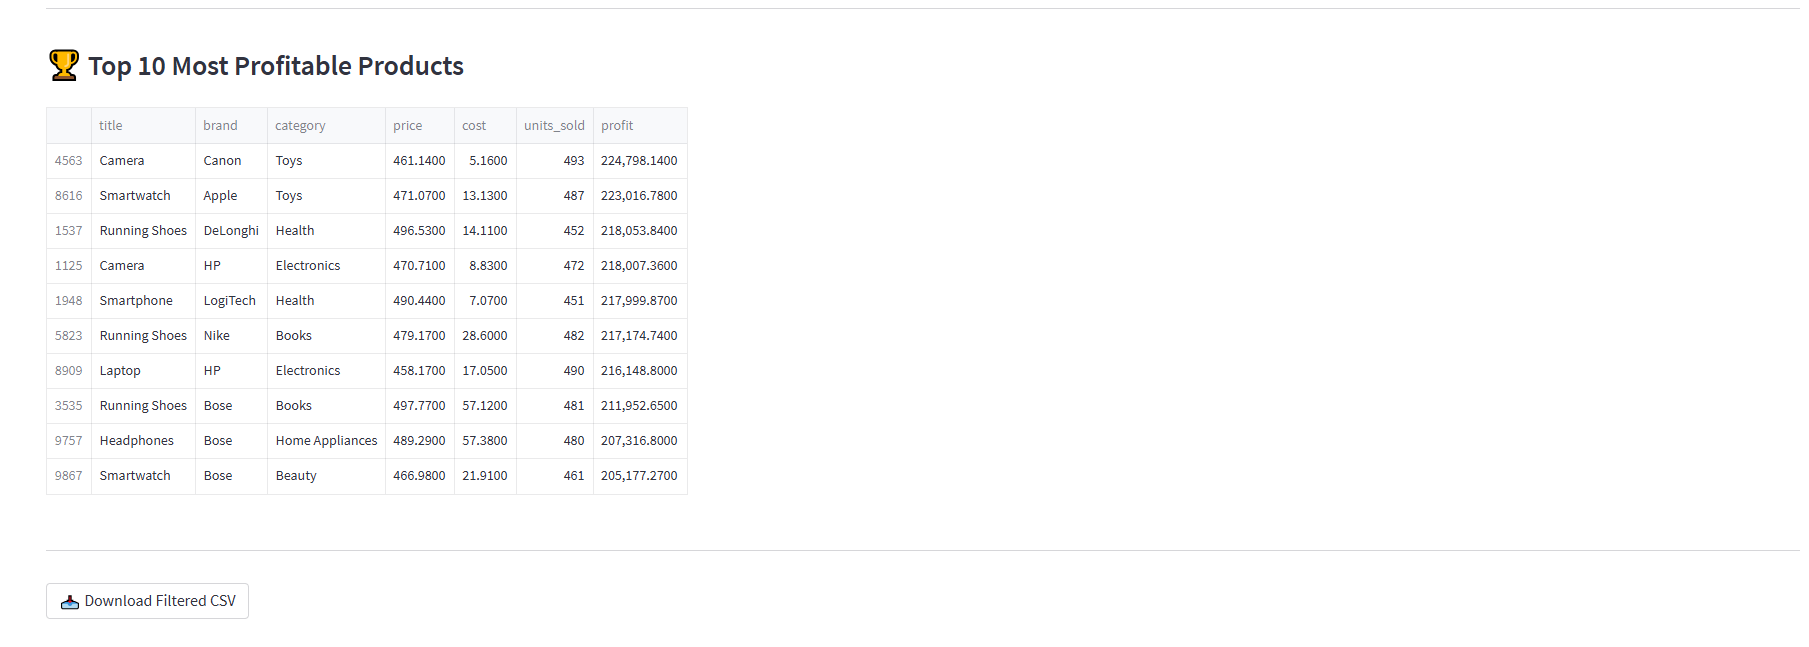 🏆 Top 10 Most Profitable Products
title brand category price cost units_sold profit
4563 Camera Canon Toys 461.1400 5.1600 493 224,798.1400
8616 Smartwatch Apple Toys 471.0700 13.1300 487 223,016.7800
1537 Running Shoes DeLonghi Health 496.5300 14.1100 452 218,053.8400
1125 Camera HP Electronics 470.7100 8.8300 472 218,007.3600
1948 Smartphone LogiTech Health 490.4400 7.0700 451 217,999.8700
5823 Running Shoes Nike Books 479.1700 28.6000 482 217,174.7400
8909 Laptop HP Electronics 458.1700 17.0500 490 216,148.8000
3535 Running Shoes Bose Books 497.7700 57.1200 481 211,952.6500
9757 Headphones Bose Home Appliances 489.2900 57.3800 480 207,316.8000
9867 Smartwatch Bose Beauty 466.9800 21.9100 461 205,177.2700
📥 Download Filtered CSV